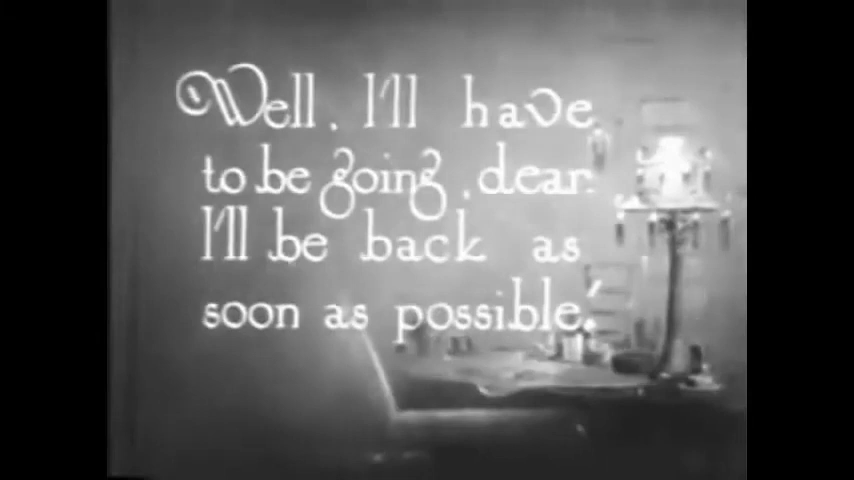 Well, I'll have
to be going, dear.
I'll be back as
soon as possible."